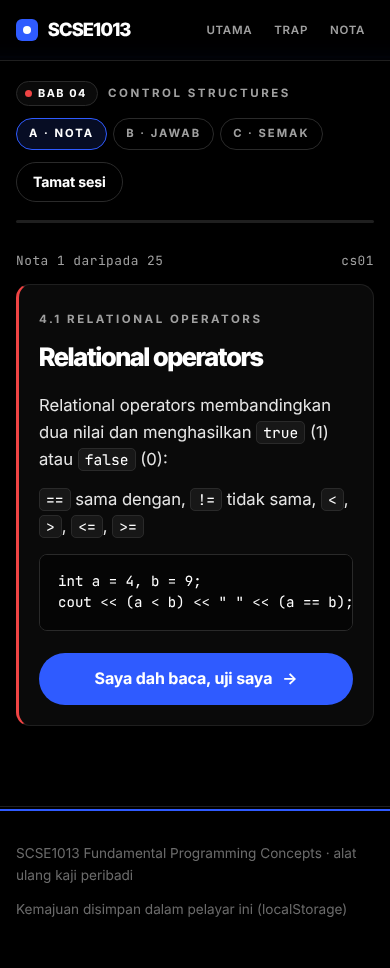 SCSE1013
UTAMA TRAP NOTA
BAB 04 CONTROL STRUCTURES
A · NOTA B · JAWAB C · SEMAK
Tamat sesi
Nota 1 daripada 25 cs01
4.1 RELATIONAL OPERATORS
Relational operators
Relational operators membandingkan
dua nilai dan menghasilkan true (1)
atau false (0):
== sama dengan, != tidak sama, <,
>, <=, >=
int a = 4, b = 9;
cout << (a < b) << " " << (a == b);
Saya dah baca, uji saya →
SCSE1013 Fundamental Programming Concepts · alat
ulang kaji peribadi
Kemajuan disimpan dalam pelayar ini (localStorage)